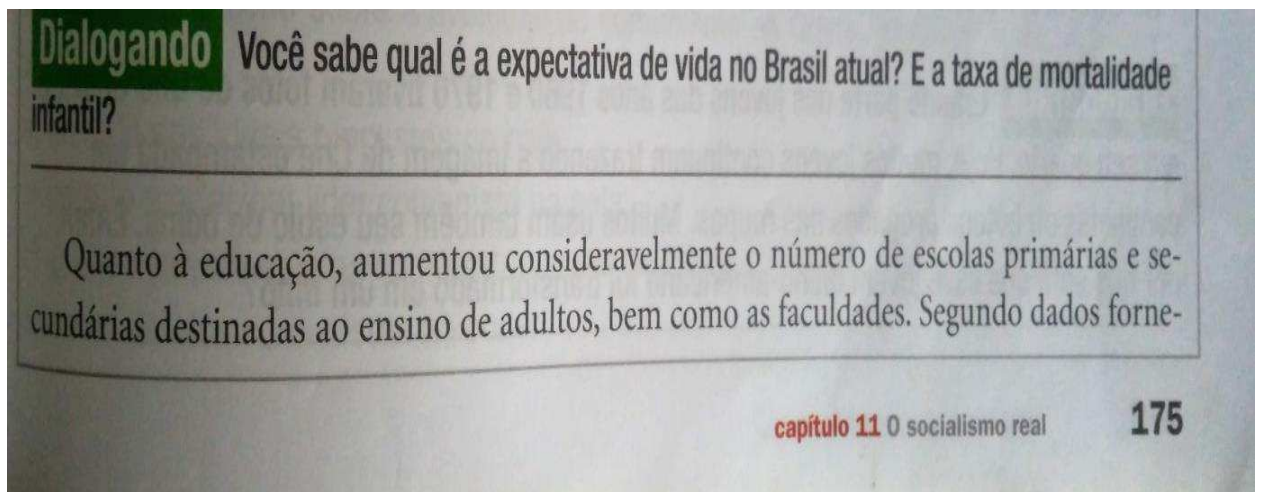 Dialogando Você sabe qual é a expectativa de vida no Brasil atual? E a taxa de mortalidade
infantil?
Quanto à educação, aumentou consideravelmente o número de escolas primárias e se-
cundárias destinadas ao ensino de adultos, bem como as faculdades. Segundo dados forne-
capítulo 11 O socialismo real 175